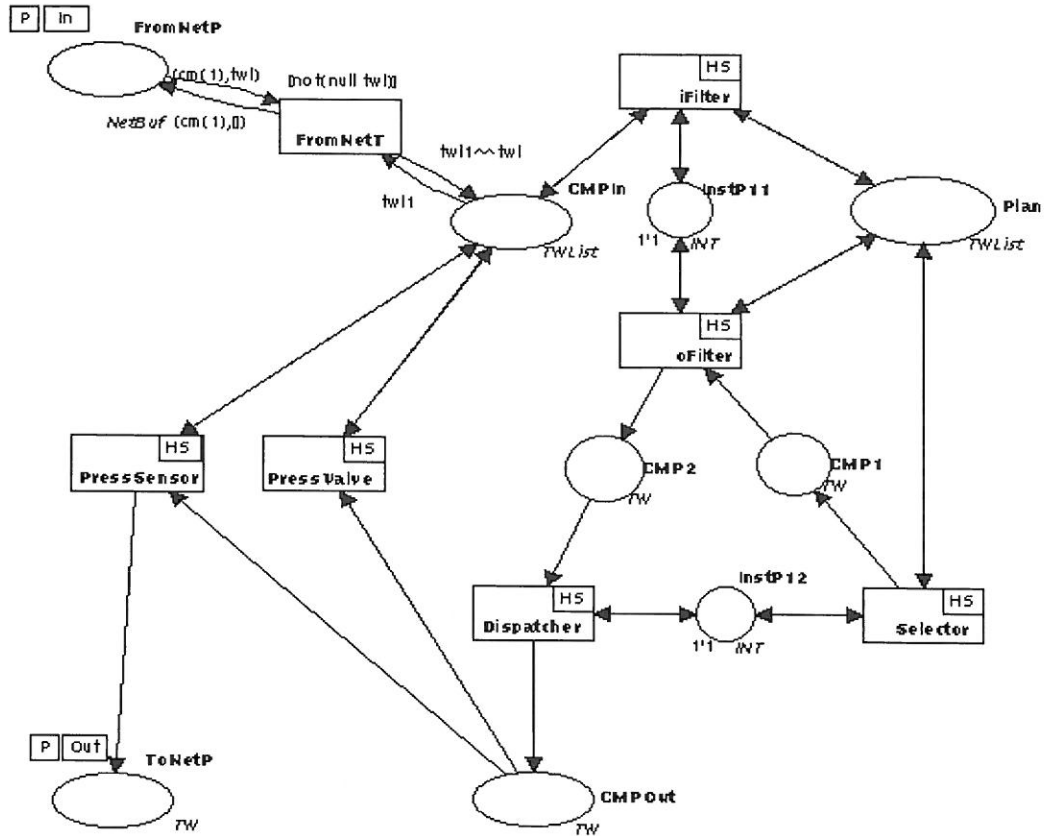 P In
FromNetP
(cm(1),twl)
[not(null twl)]
NetBuf (cm(1),[])
FromNetT
twl1^^twl
twl1
CMPIn
TWList
HS
iFilter
InstP11
1'1 INT
Plan
TWList
HS
oFilter
HS
PressSensor
HS
PressValve
CMP2
TW
CMP1
TW
HS
Dispatcher
InstP12
1'1 INT
HS
Selector
P Out
ToNetP
TW
CMPOut
TW